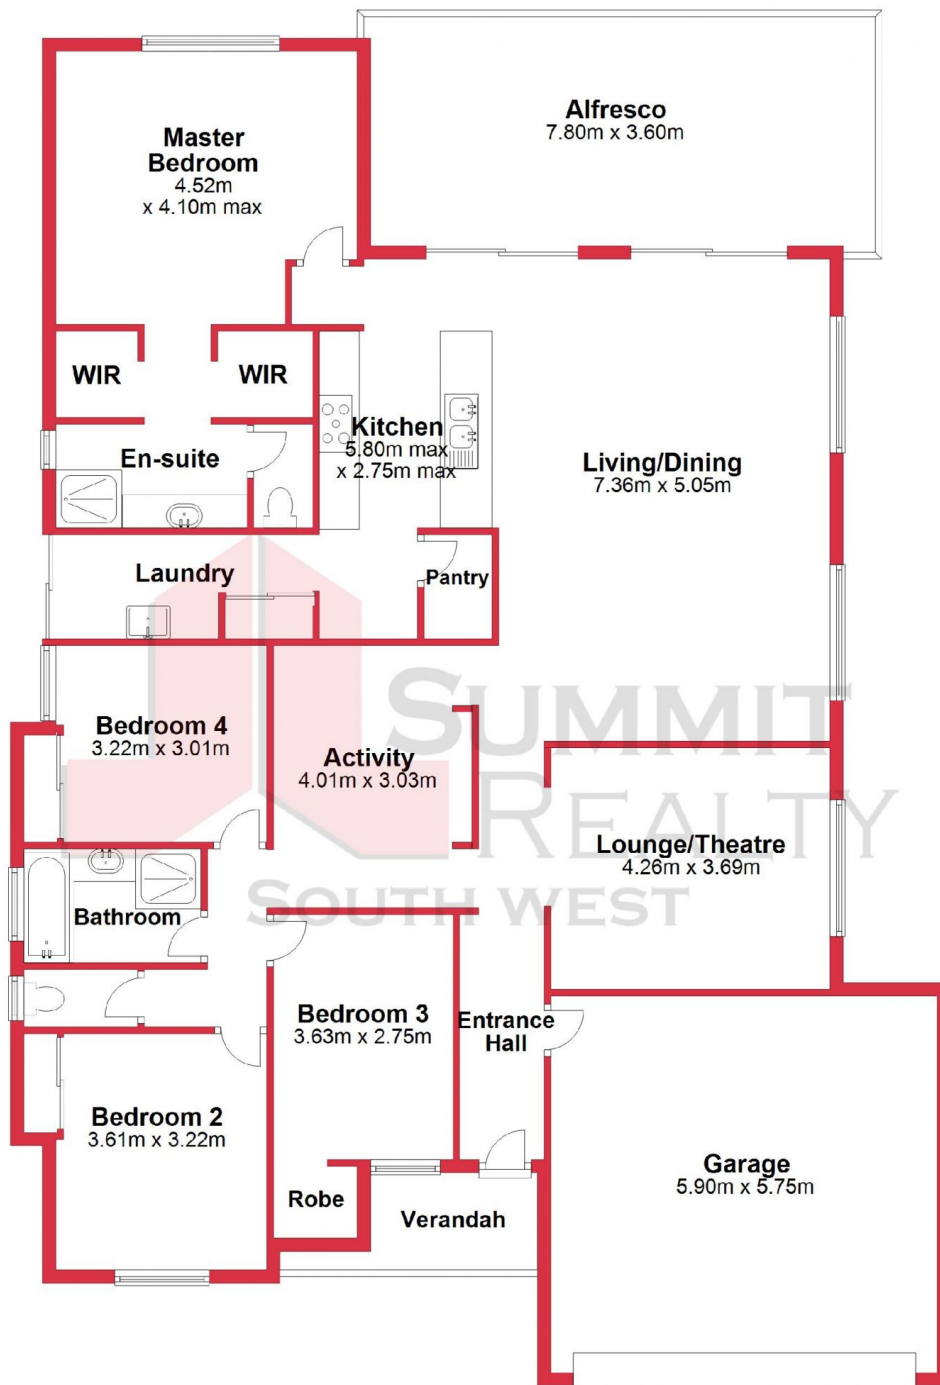 Alfresco
7.80m x 3.60m
Master
Bedroom
4.52m
x 4.10m max
WIR
WIR
En-suite
Kitchen
5.80m max
x 2.75m max
Living/Dining
7.36m x 5.05m
Laundry
Pantry
SUMMIT
REALTY
SOUTH WEST
Bedroom 4
3.22m x 3.01m
Activity
4.01m x 3.03m
Lounge/Theatre
4.26m x 3.69m
Bathroom
Bedroom 3
3.63m x 2.75m
Entrance
Hall
Bedroom 2
3.61m x 3.22m
Robe
Verandah
Garage
5.90m x 5.75m